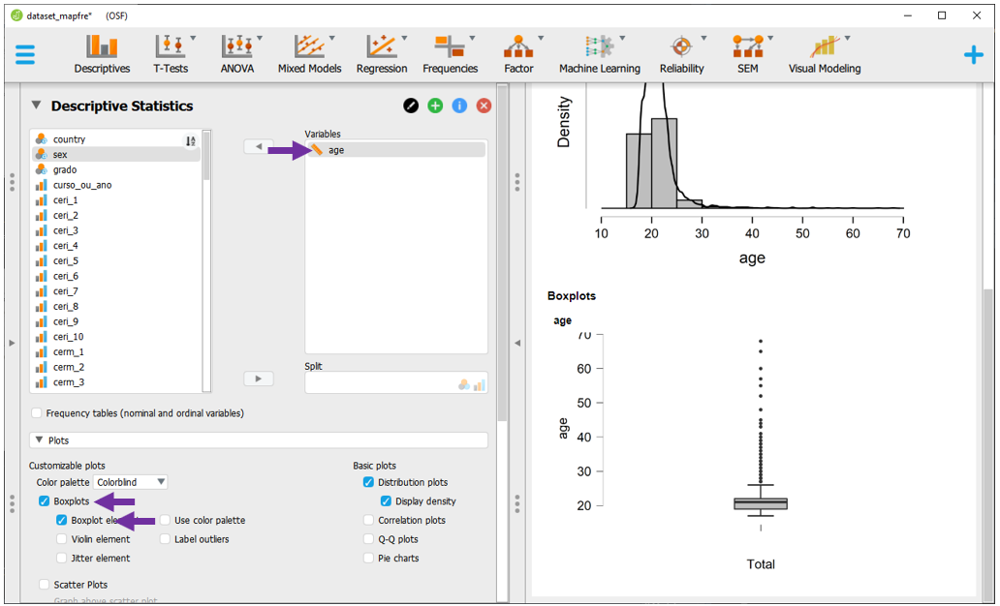 dataset_mapfre* (OSF)
Descriptives T-Tests ANOVA Mixed Models Regression Frequencies Factor Machine Learning Reliability SEM Visual Modeling
Descriptive Statistics
country
sex
grado
curso_ou_ano
ceri_1
ceri_2
ceri_3
ceri_4
ceri_5
ceri_6
ceri_7
ceri_8
ceri_9
ceri_10
cerm_1
cerm_2
cerm_3
Variables
age
Split
Frequency tables (nominal and ordinal variables)
Plots
Customizable plots
Color palette Colorblind
Boxplots
Boxplot
Use color palette
Violin element
Label outliers
Jitter element
Scatter Plots
Graph above scatter plot
Basic plots
Distribution plots
Display density
Correlation plots
Q-Q plots
Pie charts
Density
10 20 30 40 50 60 70
age
Boxplots
age
70
60
50
40
30
20
age
Total